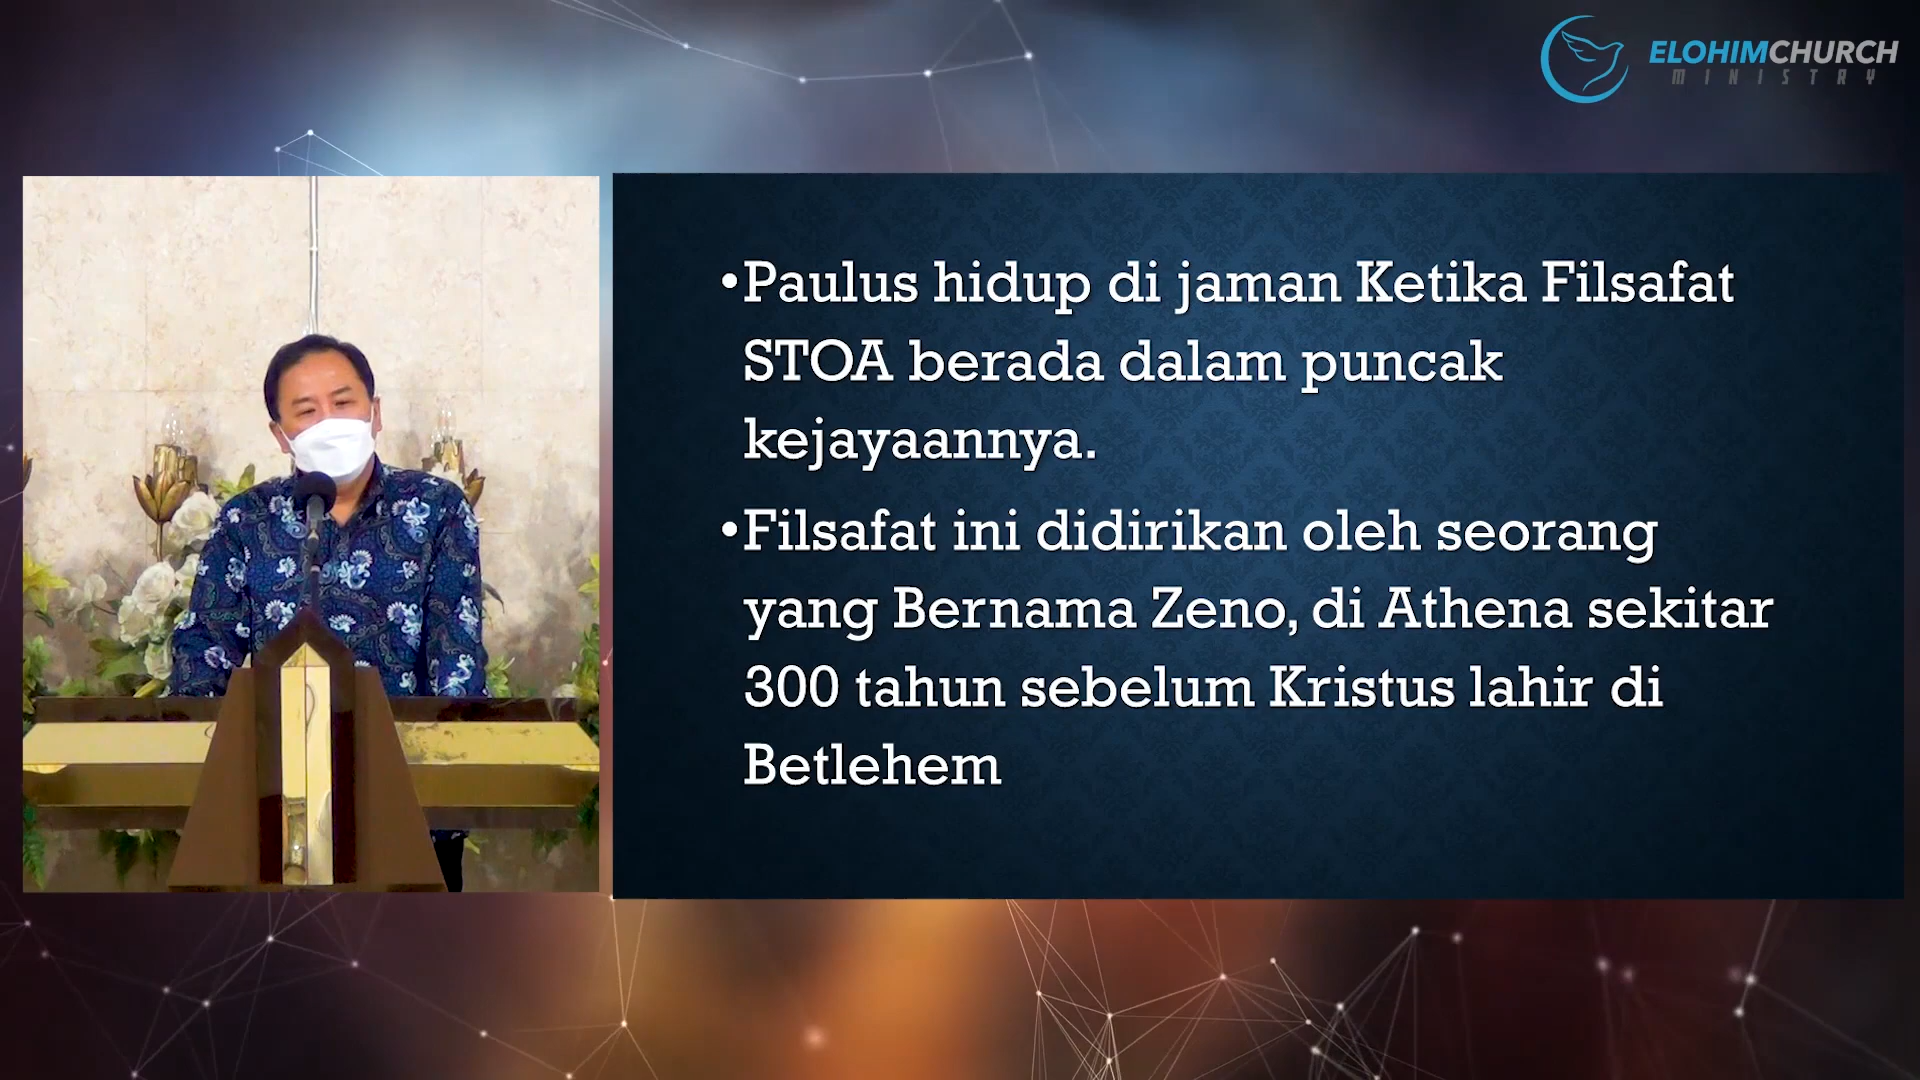 ELOHIMCHURCH
MINISTRY
•Paulus hidup di jaman Ketika Filsafat
STOA berada dalam puncak
kejayaannya.
•Filsafat ini didirikan oleh seorang
yang Bernama Zeno, di Athena sekitar
300 tahun sebelum Kristus lahir di
Betlehem